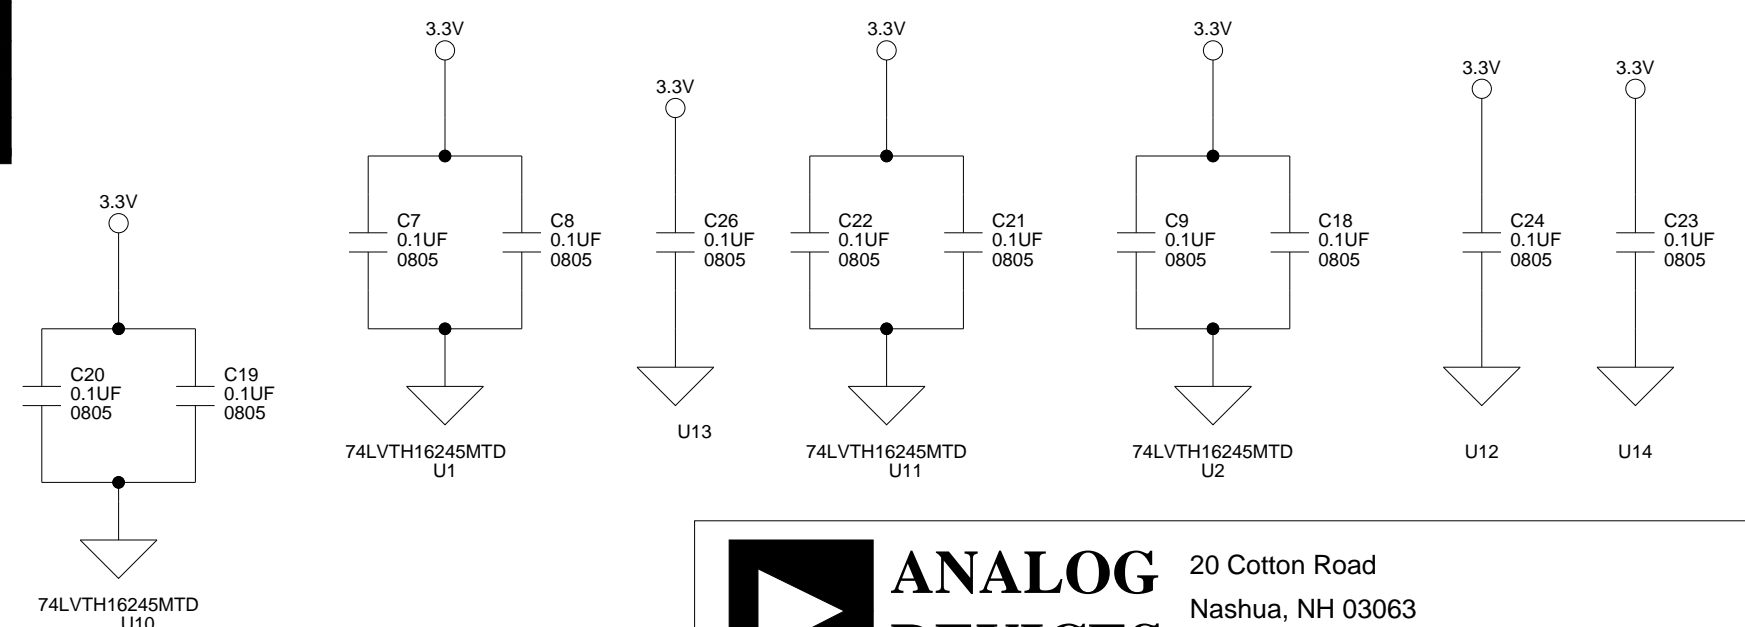 3.3V
3.3V
3.3V
3.3V
3.3V
3.3V
3.3V
C7
0.1UF
0805
C8
0.1UF
0805
C26
0.1UF
0805
C22
0.1UF
0805
C21
0.1UF
0805
C9
0.1UF
0805
C18
0.1UF
0805
C24
0.1UF
0805
C23
0.1UF
0805
C20
0.1UF
0805
C19
0.1UF
0805
74LVTH16245MTD
U1
U13
74LVTH16245MTD
U11
74LVTH16245MTD
U2
U12
U14
74LVTH16245MTD
U10
ANALOG
DEVICES
20 Cotton Road
Nashua, NH 03063